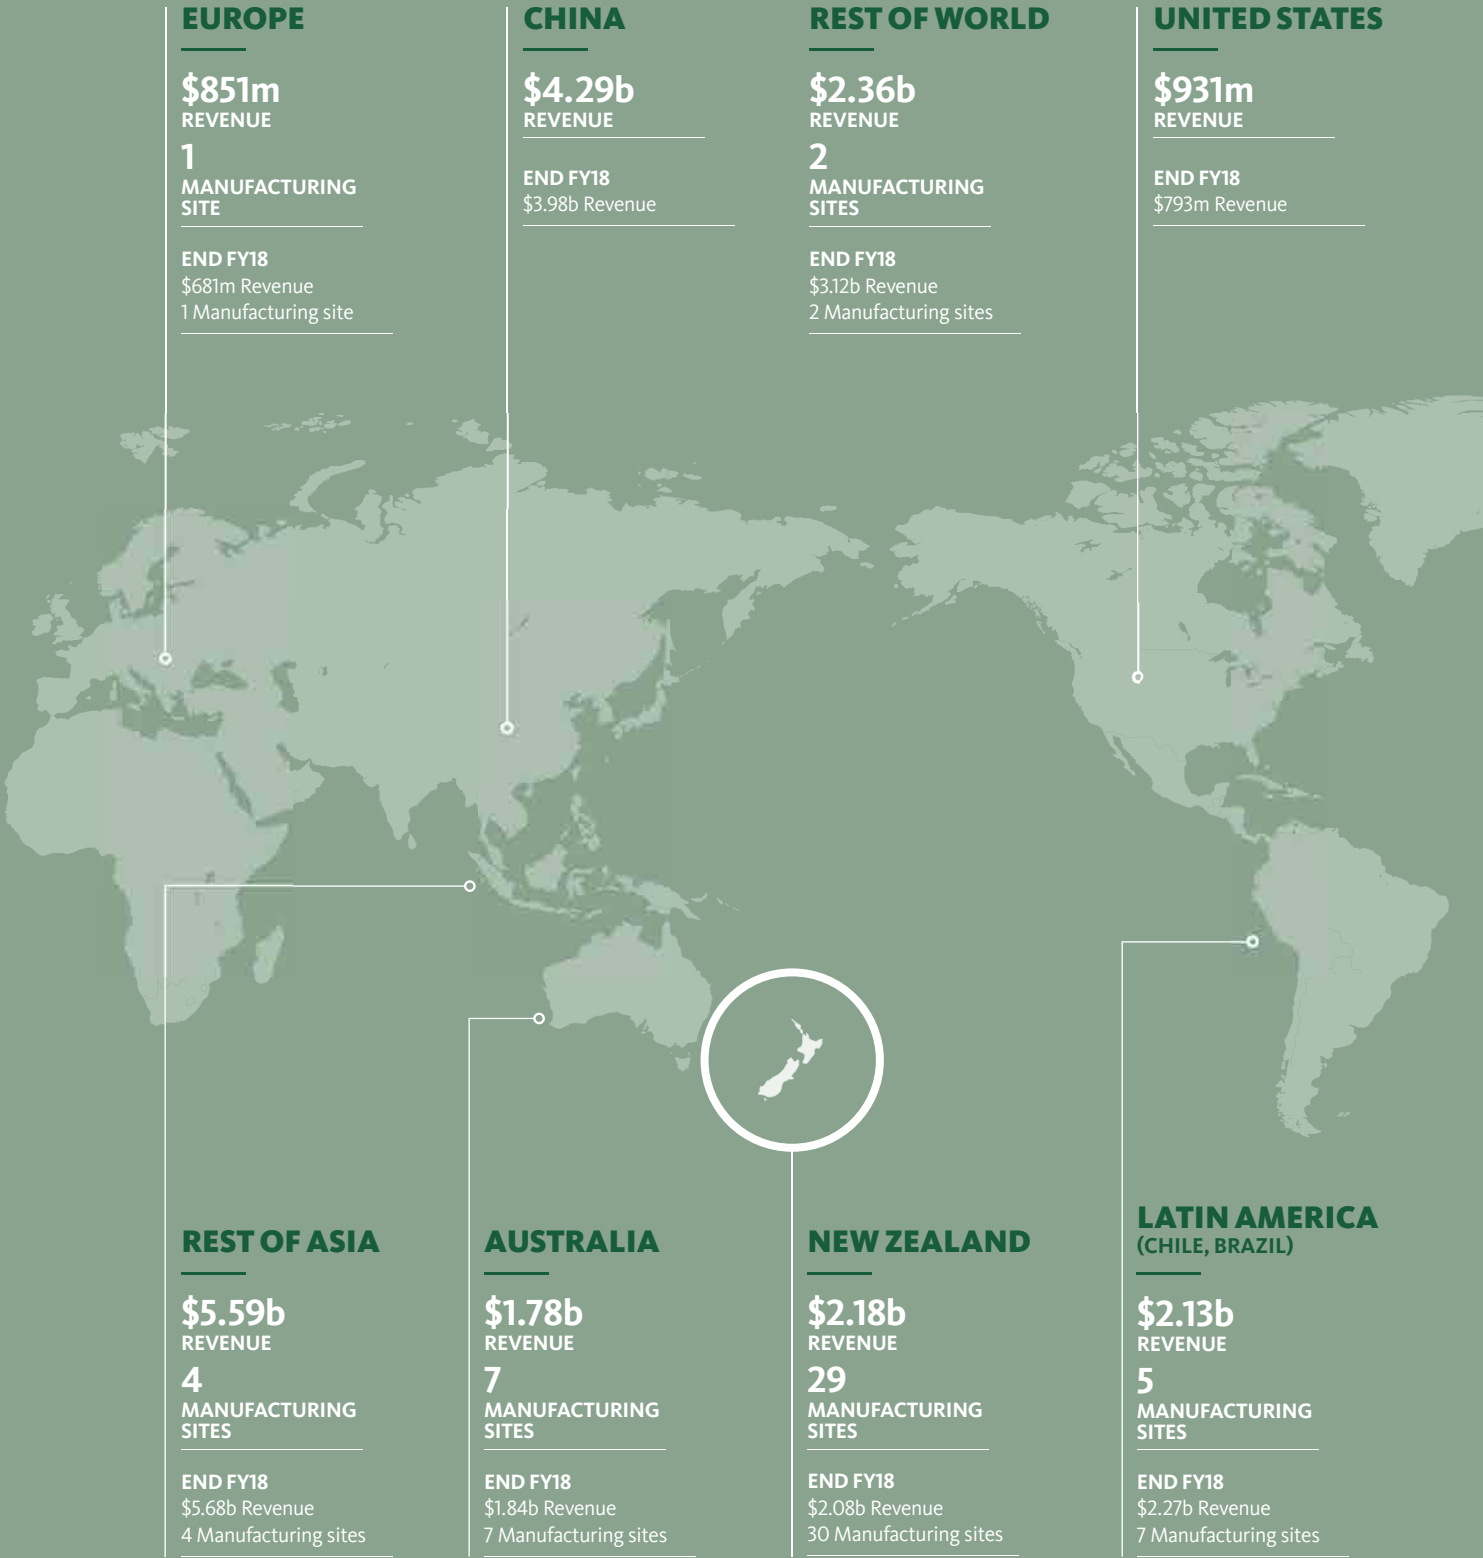 EUROPE
$851m
REVENUE
1
MANUFACTURING
SITE
END FY18
$681m Revenue
1 Manufacturing site
CHINA
$4.29b
REVENUE
END FY18
$3.98b Revenue
REST OF WORLD
$2.36b
REVENUE
2
MANUFACTURING
SITES
END FY18
$3.12b Revenue
2 Manufacturing sites
UNITED STATES
$931m
REVENUE
END FY18
$793m Revenue
REST OF ASIA
$5.59b
REVENUE
4
MANUFACTURING
SITES
END FY18
$5.68b Revenue
4 Manufacturing sites
AUSTRALIA
$1.78b
REVENUE
7
MANUFACTURING
SITES
END FY18
$1.84b Revenue
7 Manufacturing sites
NEW ZEALAND
$2.18b
REVENUE
29
MANUFACTURING
SITES
END FY18
$2.08b Revenue
30 Manufacturing sites
LATIN AMERICA
(CHILE, BRAZIL)
$2.13b
REVENUE
5
MANUFACTURING
SITES
END FY18
$2.27b Revenue
7 Manufacturing sites